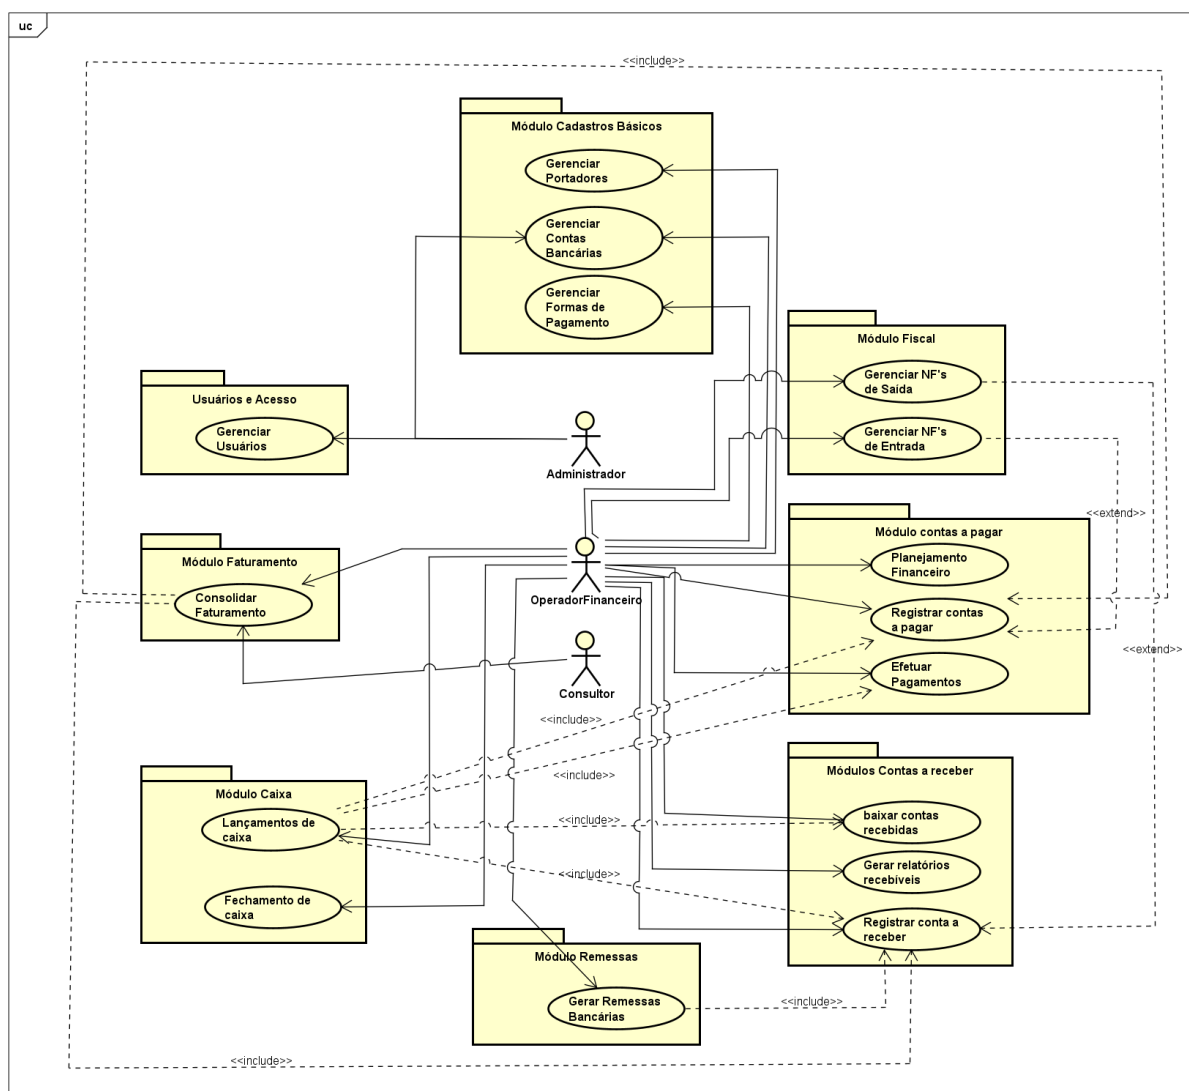 uc
<<include>>
Módulo Cadastros Básicos
Gerenciar
Portadores
Gerenciar
Contas
Bancárias
Gerenciar
Formas de
Pagamento
Módulo Fiscal
Gerenciar NF's
de Saída
Gerenciar NF's
de Entrada
Usuários e Acesso
Gerenciar
Usuários
Administrador
<<extend>>
Módulo contas a pagar
Planejamento
Financeiro
Registrar contas
a pagar
Efetuar
Pagamentos
<<extend>>
Módulo Faturamento
Consolidar
Faturamento
OperadorFinanceiro
Consultor
<<include>>
<<include>>
<<include>>
<<include>>
Módulo Caixa
Lançamentos de
caixa
Fechamento de
caixa
Módulos Contas a receber
baixar contas
recebidas
Gerar relatórios
recebíveis
Registrar conta a
receber
Módulo Remessas
Gerar Remessas
Bancárias
<<include>>
<<include>>